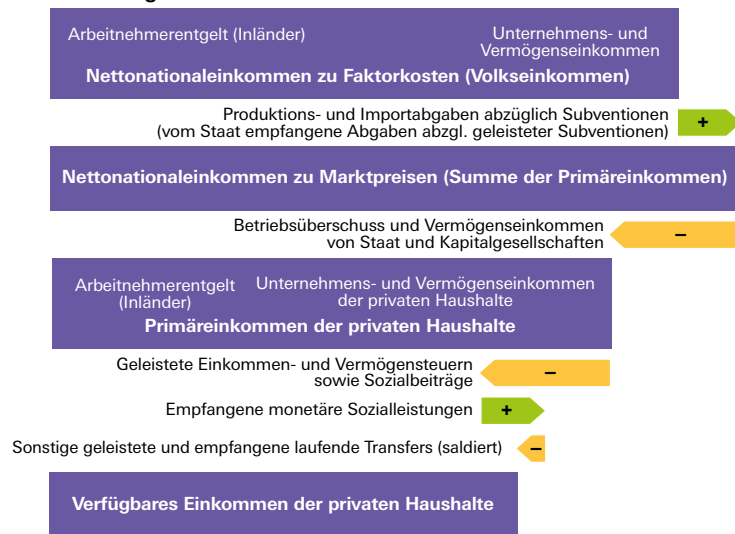 Arbeitnehmerentgelt (Inländer)
Unternehmens- und
Vermögenseinkommen
Nettonationaleinkommen zu Faktorkosten (Volkseinkommen)
Produktions- und Importabgaben abzüglich Subventionen
(vom Staat empfangene Abgaben abzgl. geleisteter Subventionen)
+
Nettonationaleinkommen zu Marktpreisen (Summe der Primäreinkommen)
Betriebsüberschuss und Vermögenseinkommen
von Staat und Kapitalgesellschaften
–
Arbeitnehmerentgelt
(Inländer)
Unternehmens- und Vermögenseinkommen
der privaten Haushalte
Primäreinkommen der privaten Haushalte
Geleistete Einkommen- und Vermögensteuern
sowie Sozialbeiträge
–
Empfangene monetäre Sozialleistungen
+
Sonstige geleistete und empfangene laufende Transfers (saldiert)
–
Verfügbares Einkommen der privaten Haushalte